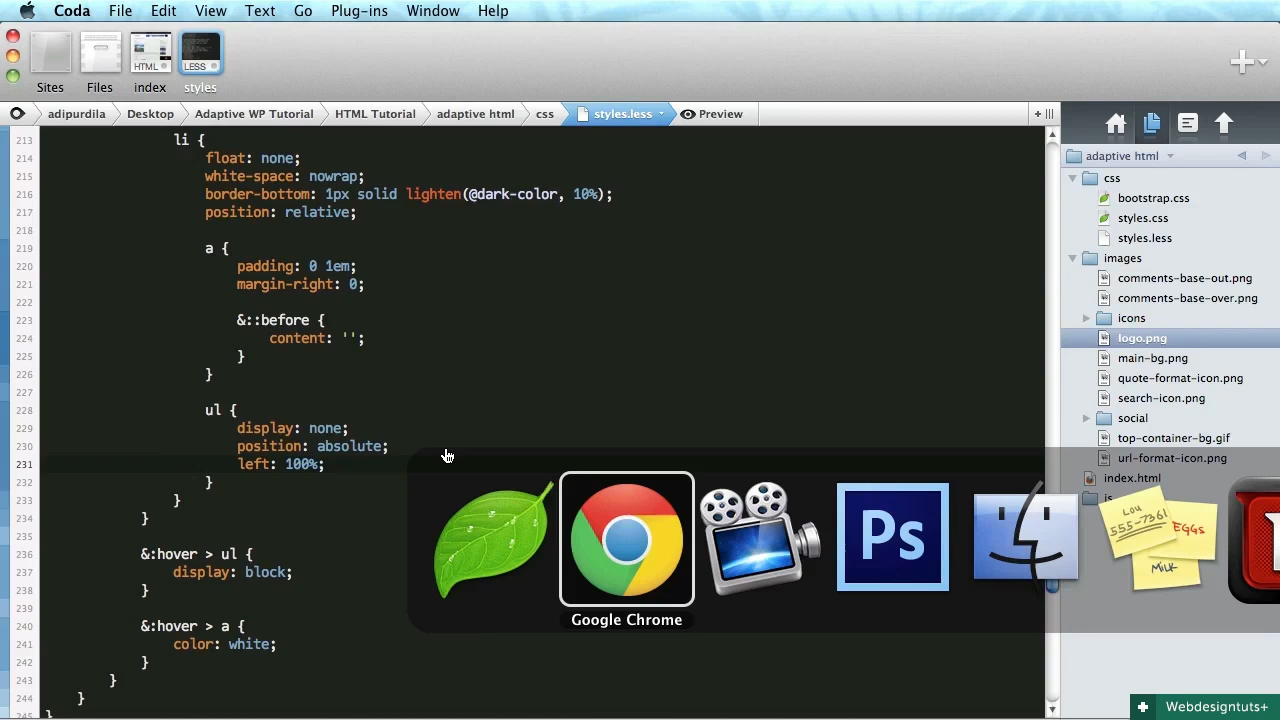 Coda File Edit View Text Go Plug-ins Window Help
HTML LESS
Sites Files index styles
adipurdila Desktop Adaptive WP Tutorial HTML Tutorial adaptive html css styles.less Preview
adaptive html
213 li {
214 float: none;
215 white-space: nowrap;
216 border-bottom: 1px solid lighten(@dark-color, 10%);
217 position: relative;
218
219 a {
220 padding: 0 1em;
221 margin-right: 0;
222
223 &::before {
224 content: '';
225 }
226 }
227
228 ul {
229 display: none;
230 position: absolute;
231 left: 100%;
232 }
233 }
234 }
235
236 &:hover > ul {
237 display: block;
238 }
239
240 &:hover > a {
241 color: white;
242 }
243 }
244 }
245 }
css
bootstrap.css
styles.css
styles.less
images
comments-base-out.png
comments-base-over.png
icons
logo.png
main-bg.png
quote-format-icon.png
search-icon.png
social
top-container-bg.gif
url-format-icon.png
index.html
js
Ps
Lou
555-7361
EGGS
MILK
Google Chrome
Webdesigntuts+